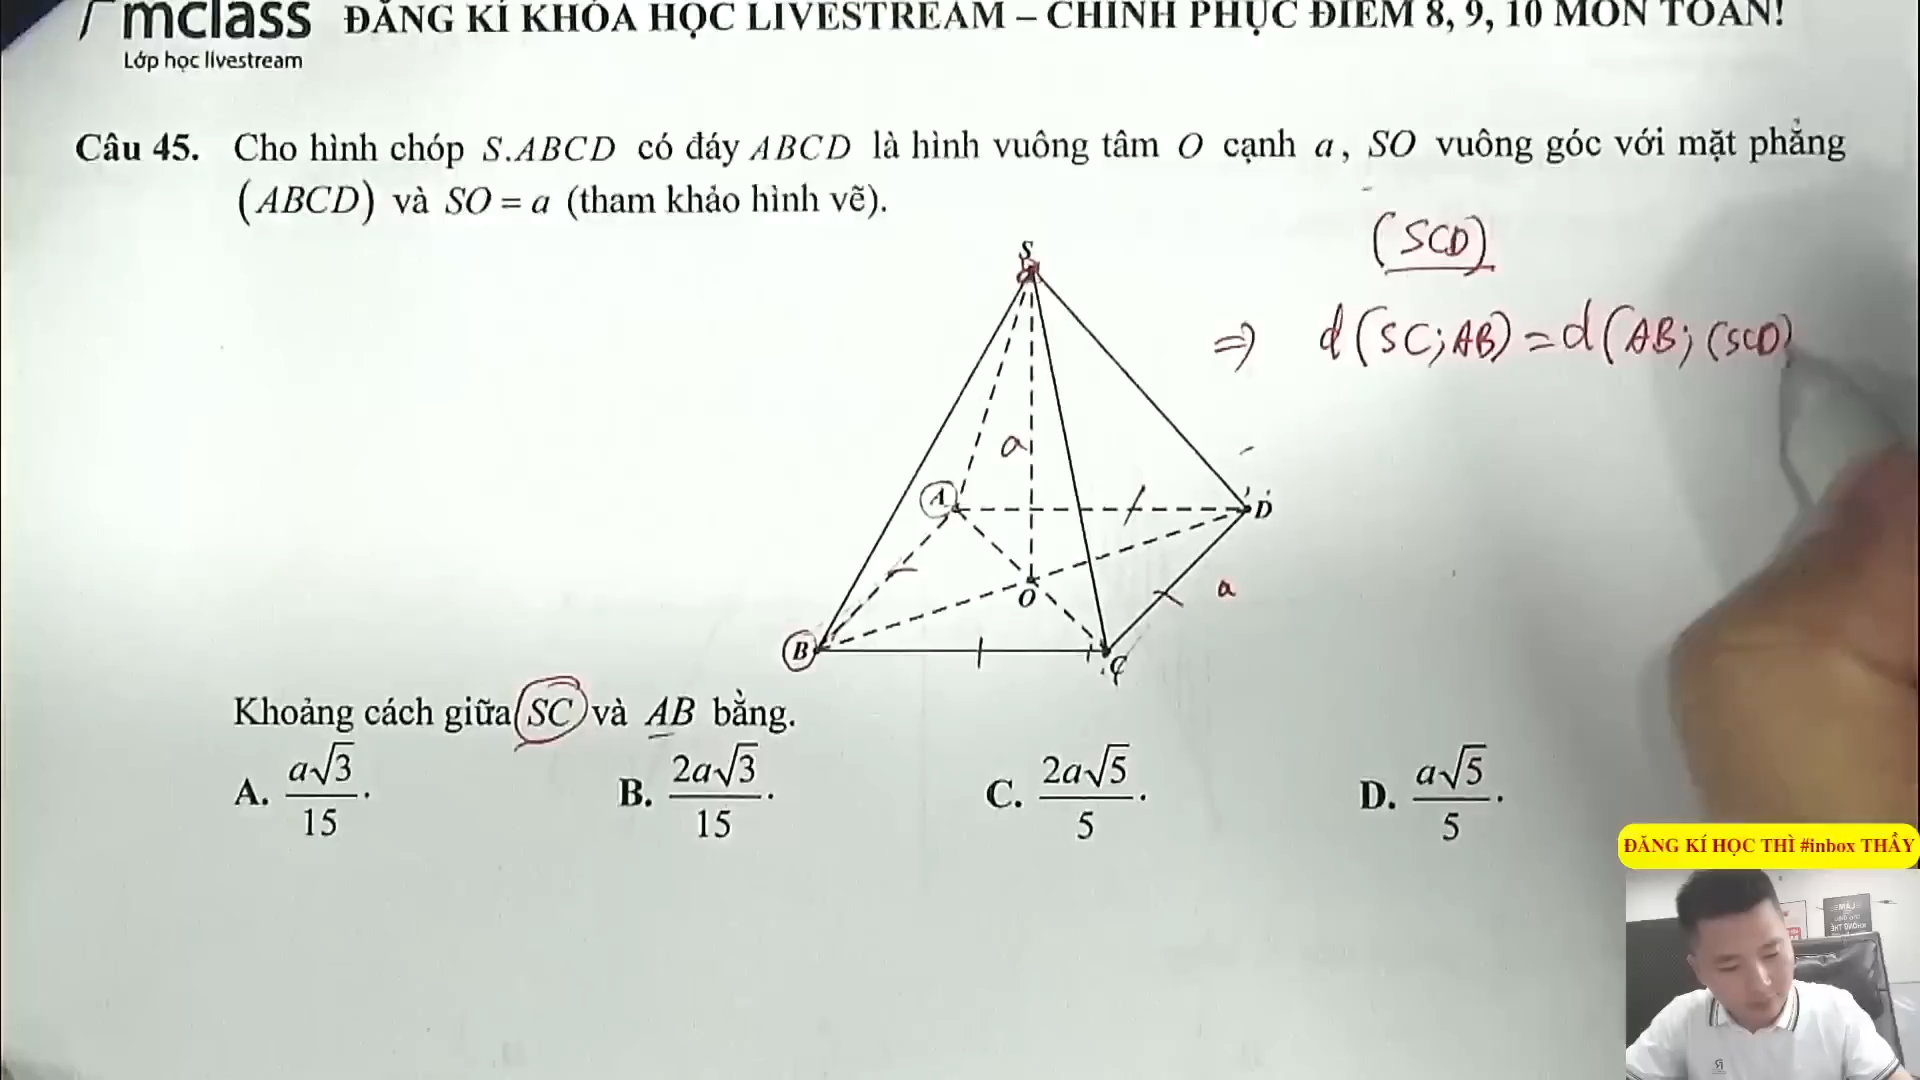 mclass ĐĂNG KÍ KHÓA HỌC LIVESTREAM – CHINH PHỤC ĐIỂM 8, 9, 10 MÔN TOÁN!
Lớp học livestream
Câu 45. Cho hình chóp S.ABCD có đáy ABCD là hình vuông tâm O cạnh a, SO vuông góc với mặt phẳng
(ABCD) và SO = a (tham khảo hình vẽ).
(SCD)
⇒ d(SC; AB) = d(AB; (SCD)
S
a
A
D
O
a
B
C
Khoảng cách giữa SC và AB bằng.
A. a√3/15. B. 2a√3/15. C. 2a√5/5. D. a√5/5.
ĐĂNG KÍ HỌC THÌ #inbox THẦY